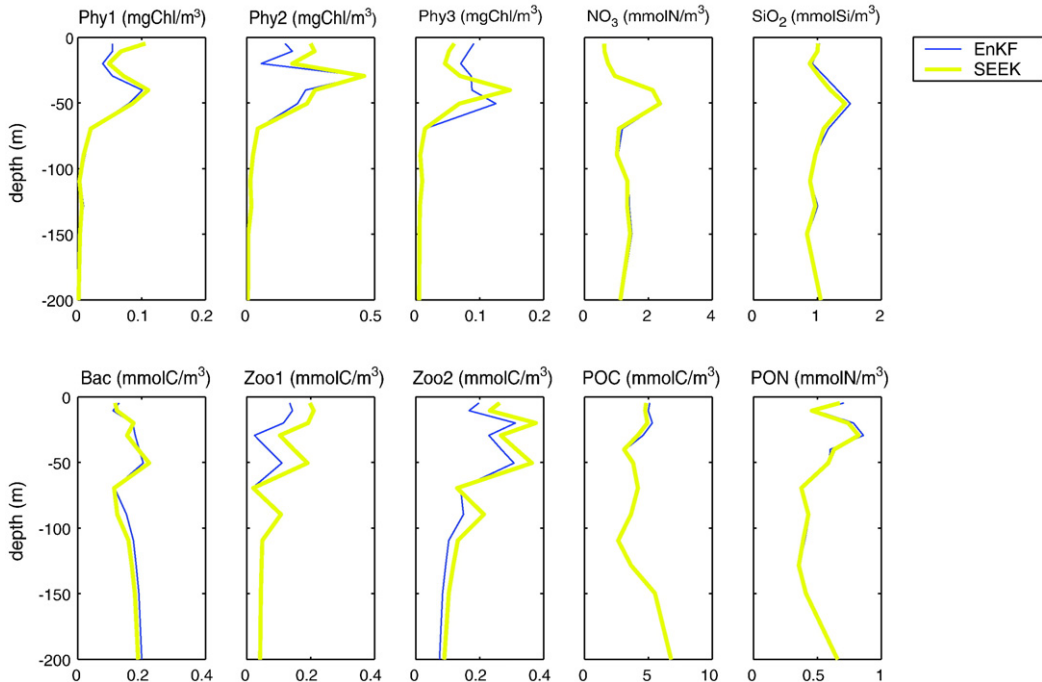 Phy1 (mgChl/m³) Phy2 (mgChl/m³) Phy3 (mgChl/m³) NO₃ (mmolN/m³) SiO₂ (mmolSi/m³)
EnKF
SEEK
depth (m)
0
-50
-100
-150
-200
0 0.1 0.2 0 0.5 0 0.1 0.2 0 2 4 0 1 2
Bac (mmolC/m³) Zoo1 (mmolC/m³) Zoo2 (mmolC/m³) POC (mmolC/m³) PON (mmolN/m³)
depth (m)
0
-50
-100
-150
-200
0 0.2 0.4 0 0.2 0.4 0 0.2 0.4 0 5 10 0 0.5 1